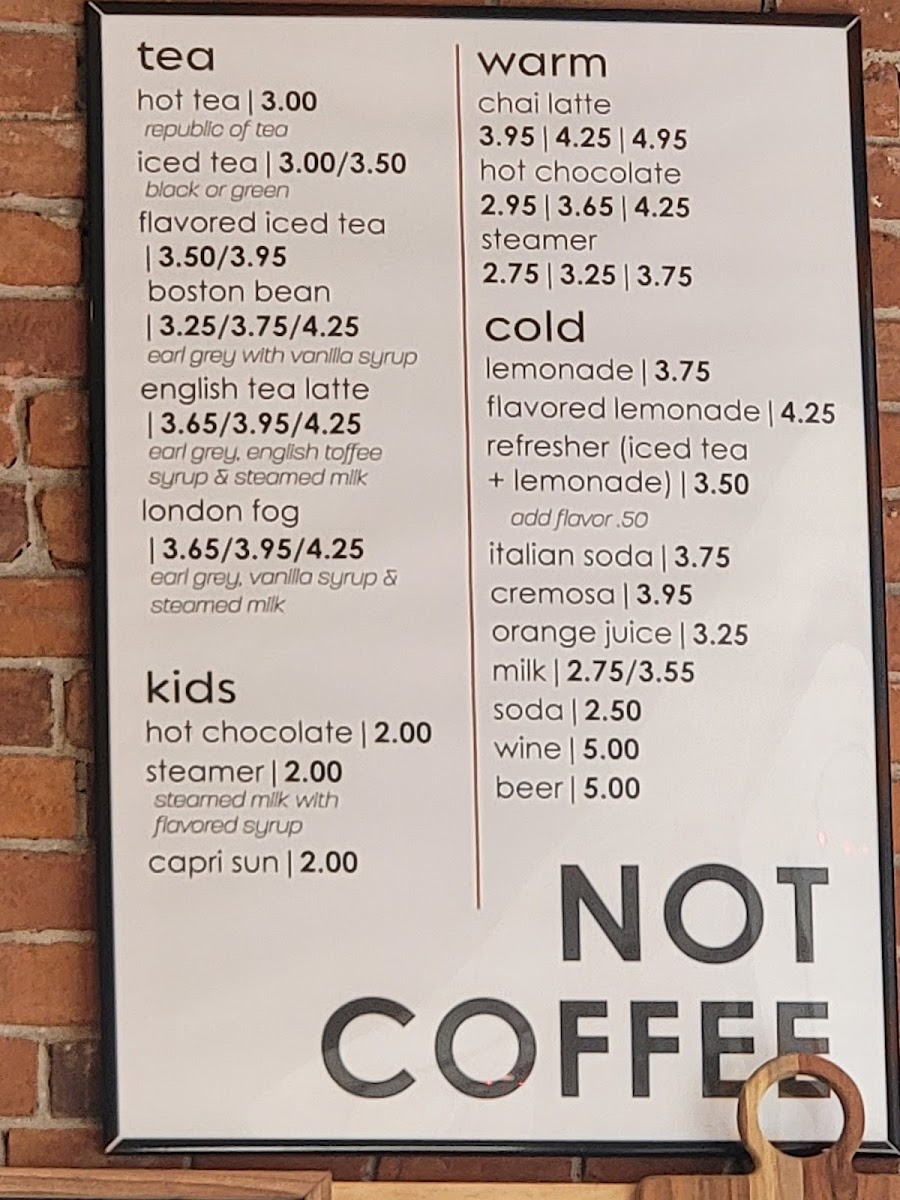 tea
hot tea | 3.00
republic of tea
iced tea | 3.00/3.50
black or green
flavored iced tea
| 3.50/3.95
boston bean
| 3.25/3.75/4.25
earl grey with vanilla syrup
english tea latte
| 3.65/3.95/4.25
earl grey, english toffee
syrup & steamed milk
london fog
| 3.65/3.95/4.25
earl grey, vanilla syrup &
steamed milk
kids
hot chocolate | 2.00
steamer | 2.00
steamed milk with
flavored syrup
capri sun | 2.00
warm
chai latte
3.95 | 4.25 | 4.95
hot chocolate
2.95 | 3.65 | 4.25
steamer
2.75 | 3.25 | 3.75
cold
lemonade | 3.75
flavored lemonade | 4.25
refresher (iced tea
+ lemonade) | 3.50
add flavor .50
italian soda | 3.75
cremosa | 3.95
orange juice | 3.25
milk | 2.75/3.55
soda | 2.50
wine | 5.00
beer | 5.00
NOT
COFFEE